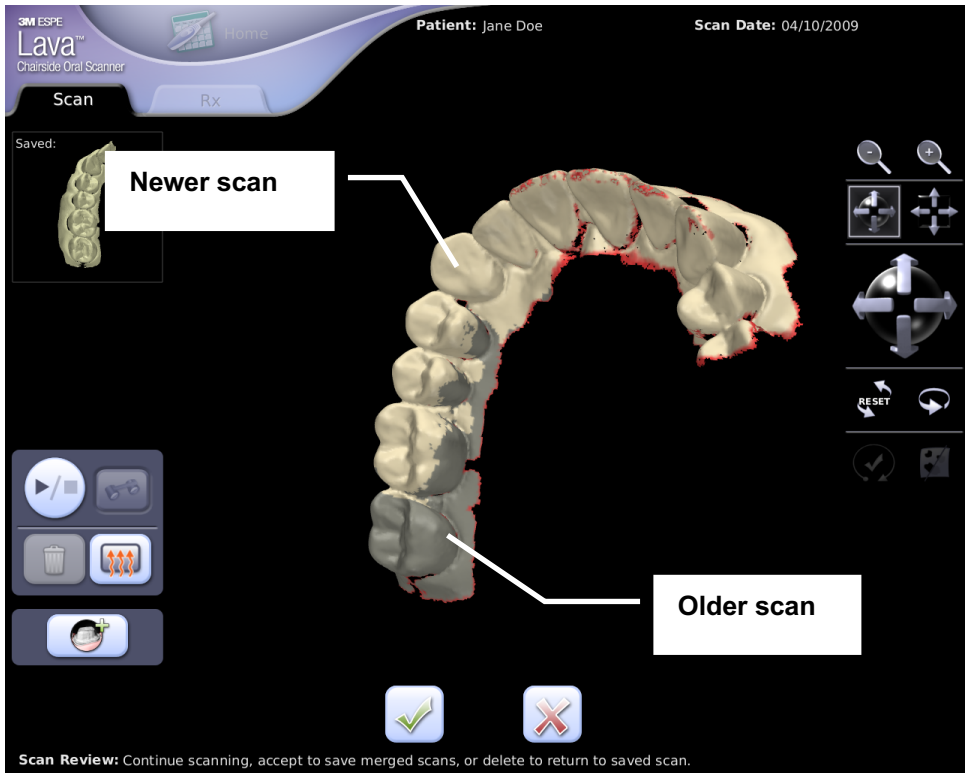 3M ESPE
Lava™
Chairside Oral Scanner
Home
Patient: Jane Doe
Scan Date: 04/10/2009
Scan
Rx
Saved:
Newer scan
- +
RESET
Older scan
Scan Review: Continue scanning, accept to save merged scans, or delete to return to saved scan.